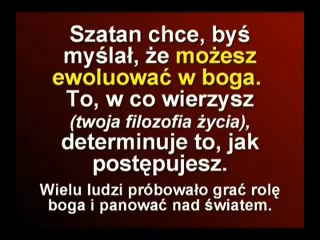 Szatan chce, byś
myślał, że możesz
ewoluować w boga.
To, w co wierzysz
(twoja filozofia życia),
determinuje to, jak
postępujesz.
Wielu ludzi próbowało grać rolę
boga i panować nad światem.